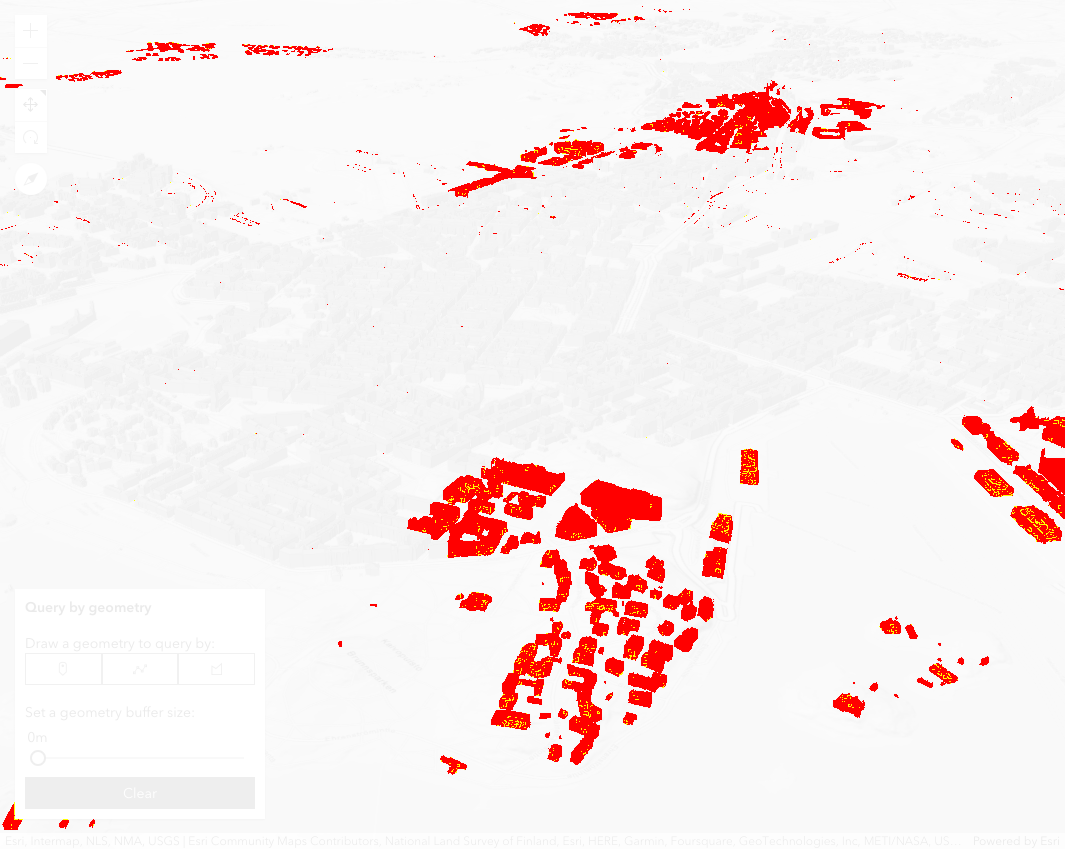 Query by geometry
Draw a geometry to query by:
Set a geometry buffer size:
0m
Clear
Esri, Intermap, NLS, NMA, USGS | Esri Community Maps Contributors, National Land Survey of Finland, Esri, HERE, Garmin, Foursquare, GeoTechnologies, Inc, METI/NASA, US... Powered by Esri